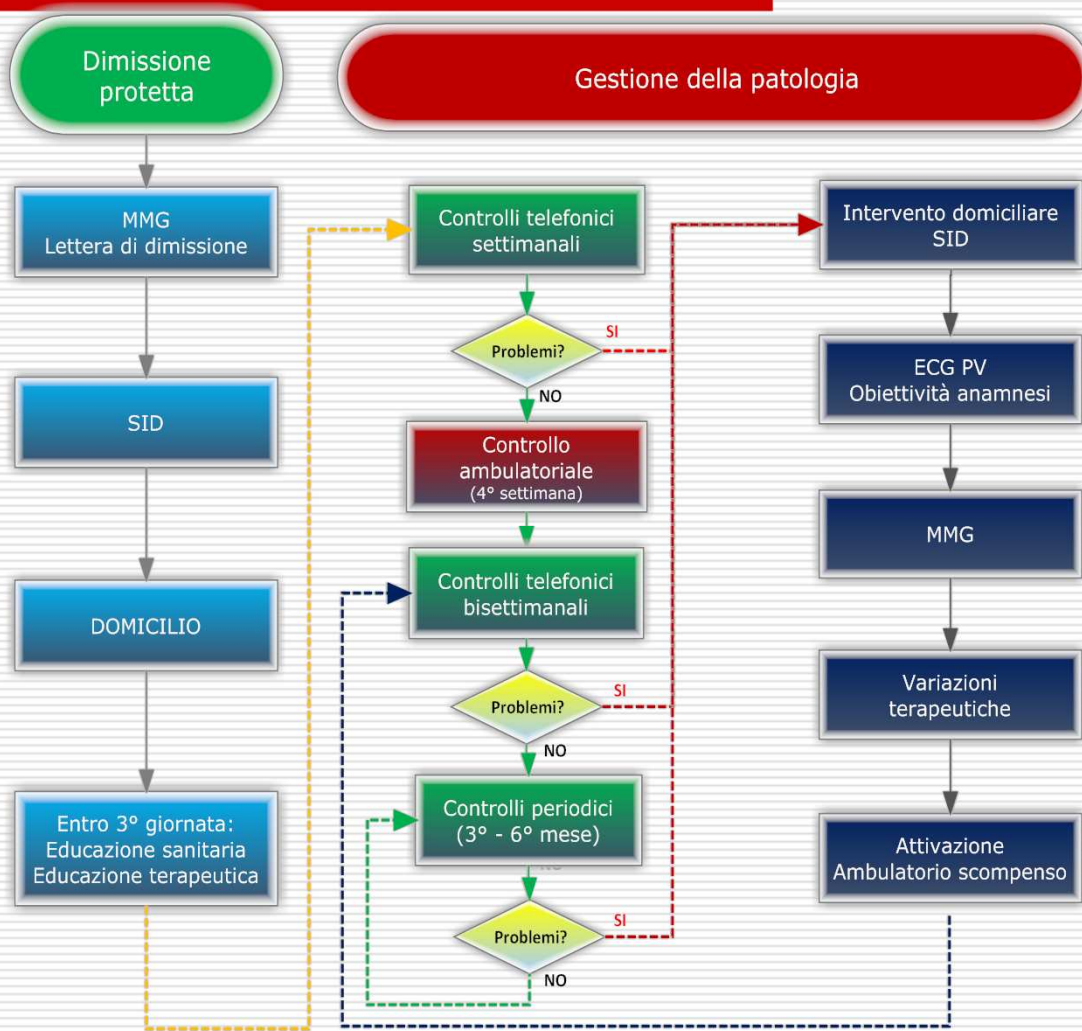 Dimissione
protetta
Gestione della patologia
MMG
Lettera di dimissione
SID
DOMICILIO
Entro 3° giornata:
Educazione sanitaria
Educazione terapeutica
Controlli telefonici
settimanali
Problemi?
SI
NO
Controllo
ambulatoriale
(4° settimana)
Controlli telefonici
bisettimanali
Problemi?
SI
NO
Controlli periodici
(3° - 6° mese)
NO
Problemi?
SI
NO
Intervento domiciliare
SID
ECG PV
Obiettività anamnesi
MMG
Variazioni
terapeutiche
Attivazione
Ambulatorio scompenso